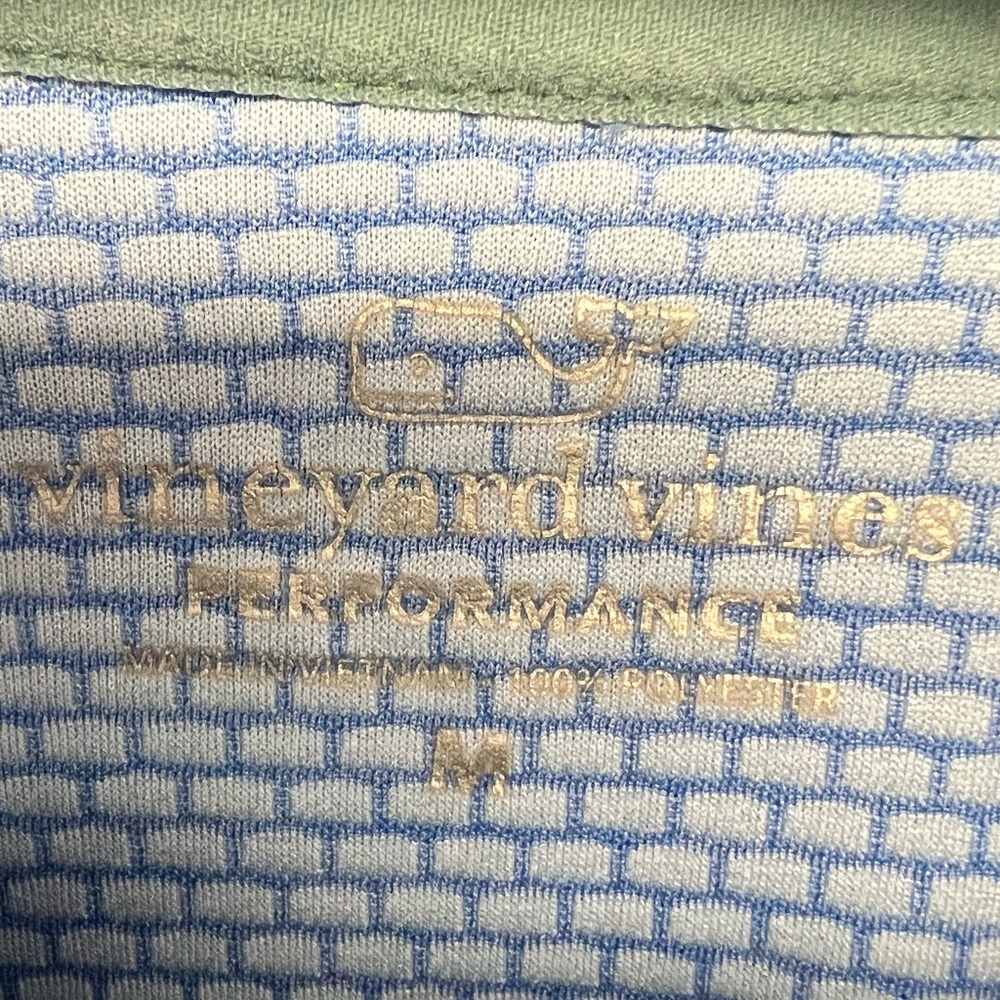 vineyard vines
PERFORMANCE
MADE IN VIETNAM 100% POLYESTER
M